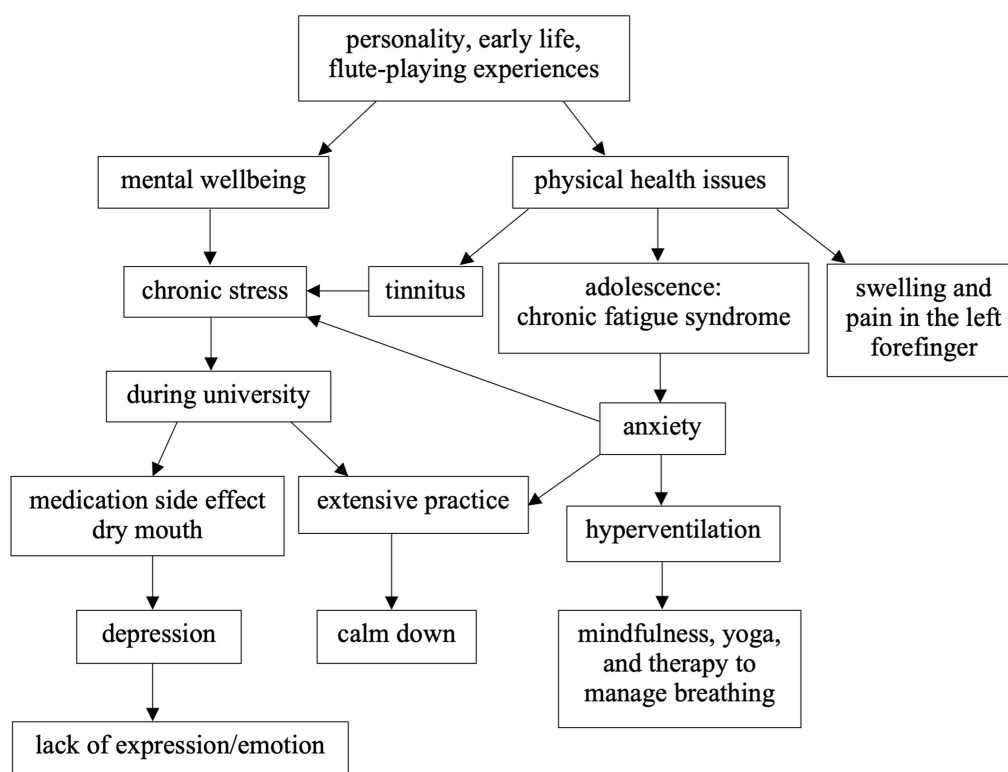 personality, early life,
flute-playing experiences
mental wellbeing
physical health issues
chronic stress
tinnitus
adolescence:
chronic fatigue syndrome
swelling and
pain in the left
forefinger
during university
anxiety
medication side effect
dry mouth
extensive practice
hyperventilation
depression
calm down
mindfulness, yoga,
and therapy to
manage breathing
lack of expression/emotion